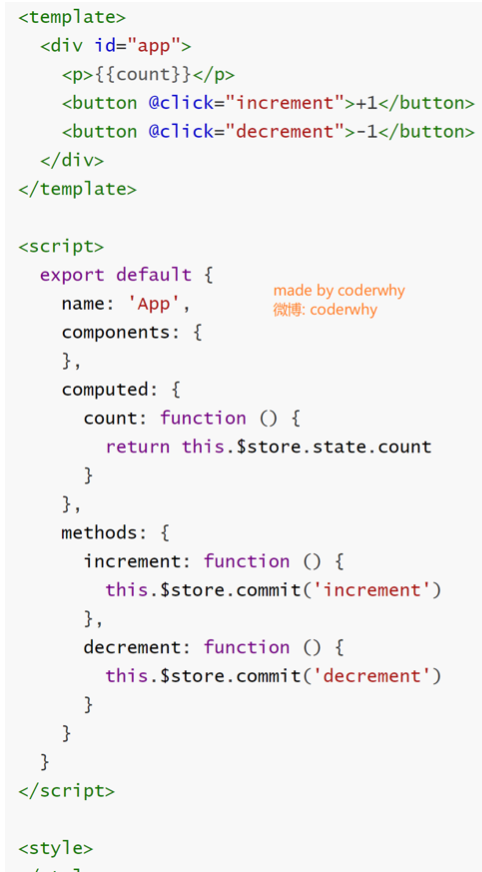 <template>
  <div id="app">
    <p>{{count}}</p>
    <button @click="increment">+1</button>
    <button @click="decrement">-1</button>
  </div>
</template>

<script>
  export default {
    name: 'App',
made by coderwhy
微博: coderwhy
    components: {
    },
    computed: {
      count: function () {
        return this.$store.state.count
      }
    },
    methods: {
      increment: function () {
        this.$store.commit('increment')
      },
      decrement: function () {
        this.$store.commit('decrement')
      }
    }
  }
</script>

<style>